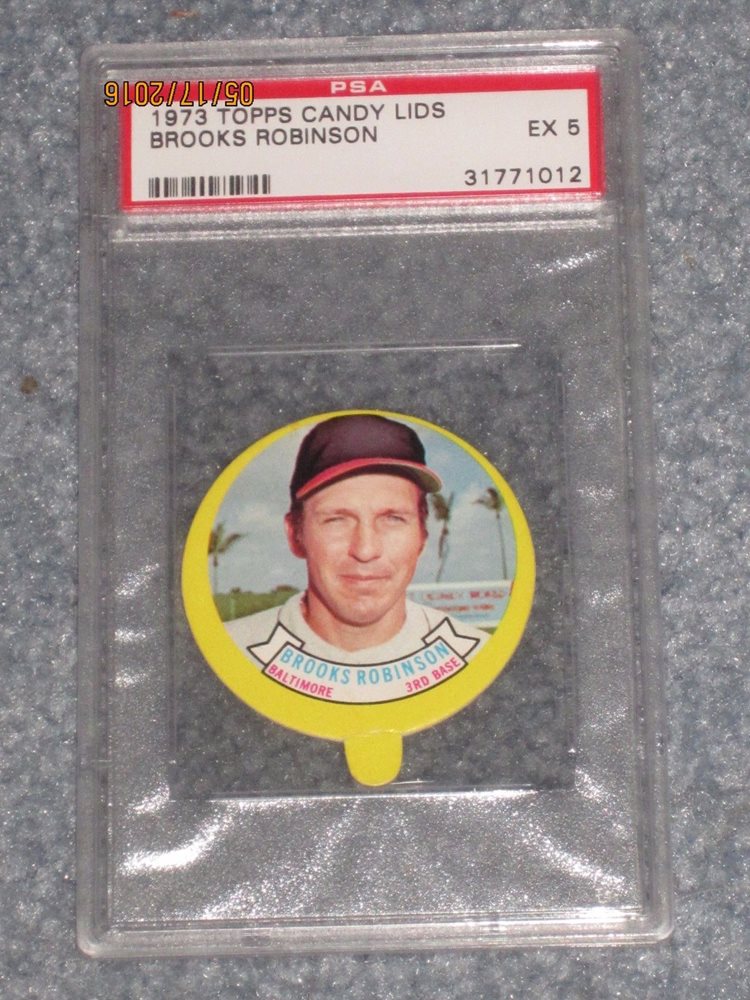 PSA
05/17/2016
1973 TOPPS CANDY LIDS
BROOKS ROBINSON
EX 5
31771012
BROOKS ROBINSON
BALTIMORE
3RD BASE